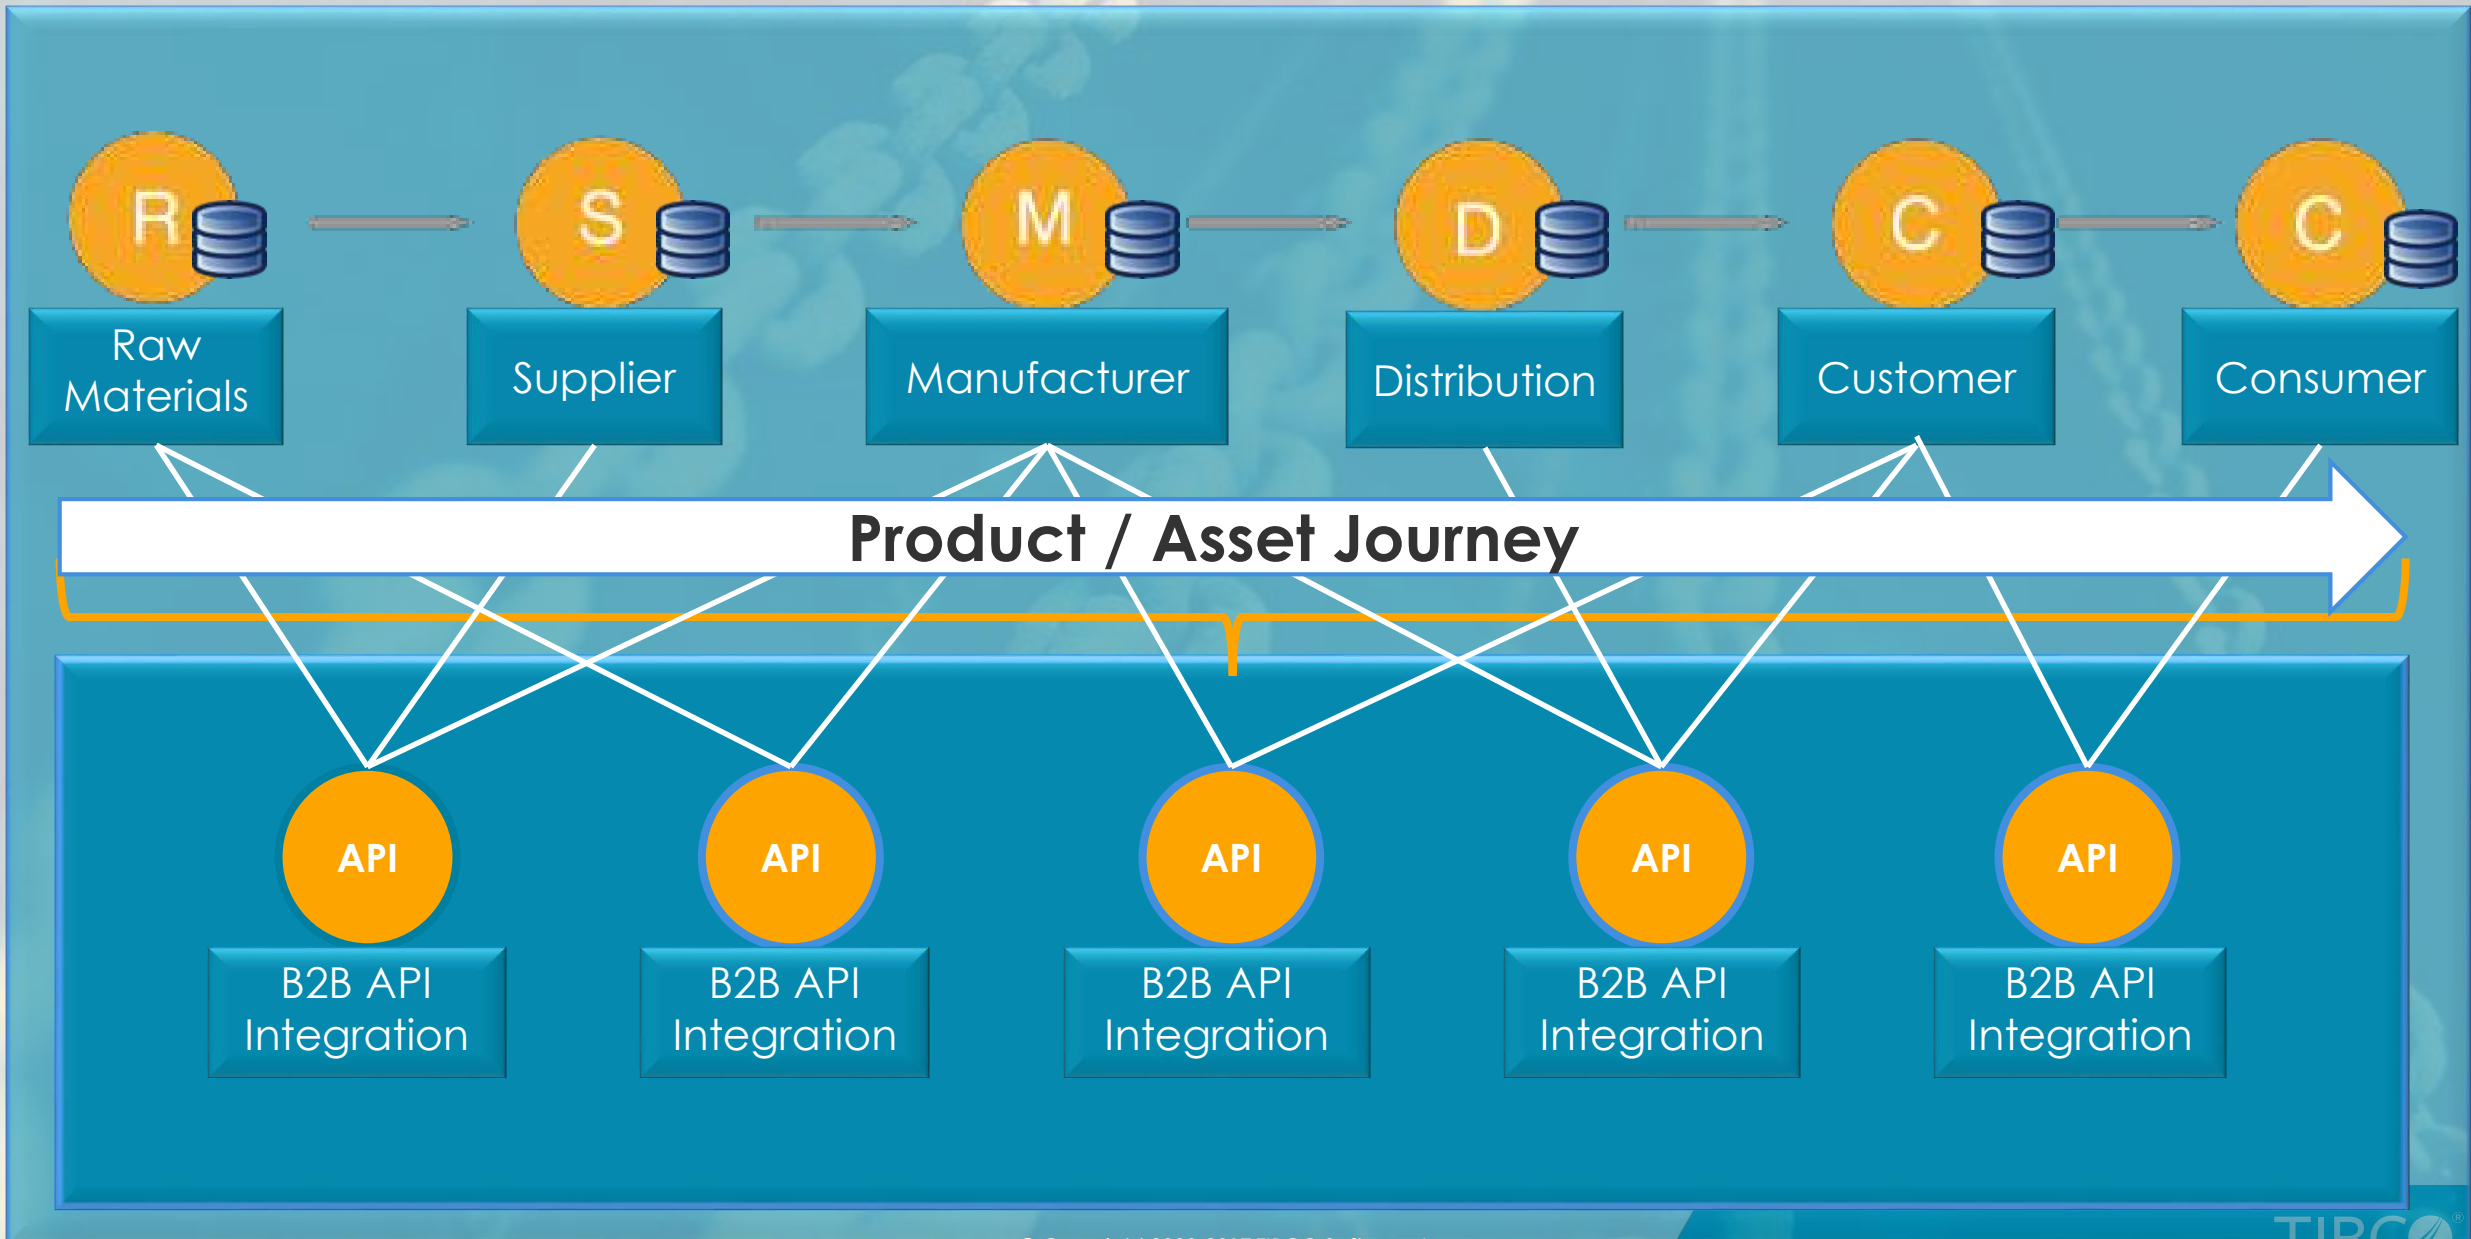 R
S
M
D
C
C
Raw
Materials
Supplier
Manufacturer
Distribution
Customer
Consumer
Product / Asset Journey
API
API
API
API
API
B2B API
Integration
B2B API
Integration
B2B API
Integration
B2B API
Integration
B2B API
Integration
TIBCO®